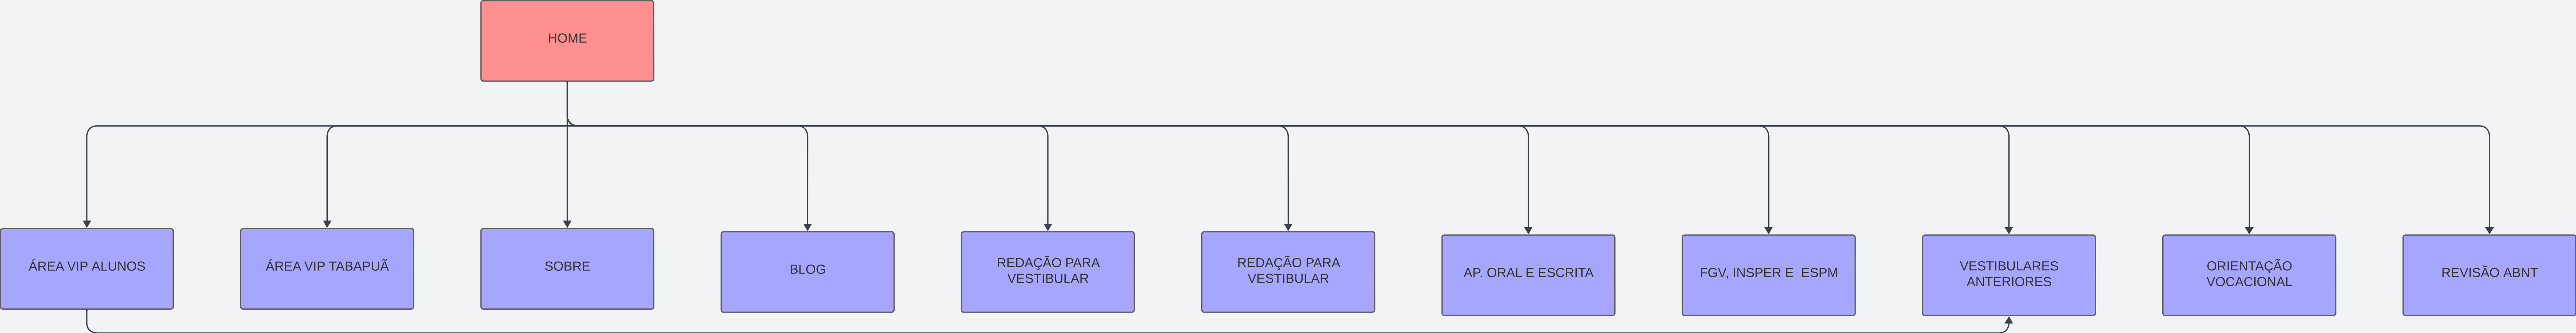 HOME
ÁREA VIP ALUNOS
ÁREA VIP TABAPUÃ
SOBRE
BLOG
REDAÇÃO PARA
VESTIBULAR
REDAÇÃO PARA
VESTIBULAR
AP. ORAL E ESCRITA
FGV, INSPER E  ESPM
VESTIBULARES
ANTERIORES
ORIENTAÇÃO
VOCACIONAL
REVISÃO ABNT